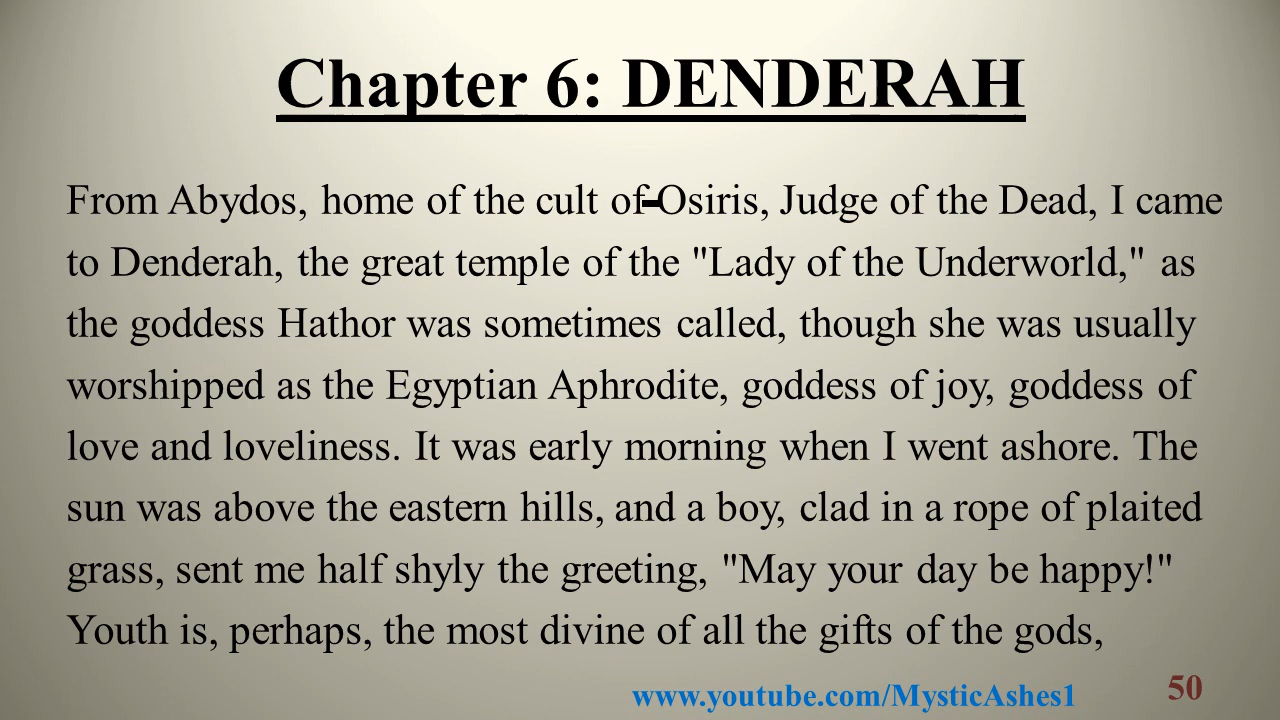 Chapter 6: DENDERAH
From Abydos, home of the cult of Osiris, Judge of the Dead, I came
to Denderah, the great temple of the "Lady of the Underworld," as
the goddess Hathor was sometimes called, though she was usually
worshipped as the Egyptian Aphrodite, goddess of joy, goddess of
love and loveliness. It was early morning when I went ashore. The
sun was above the eastern hills, and a boy, clad in a rope of plaited
grass, sent me half shyly the greeting, "May your day be happy!"
Youth is, perhaps, the most divine of all the gifts of the gods,
www.youtube.com/MysticAshes1
50